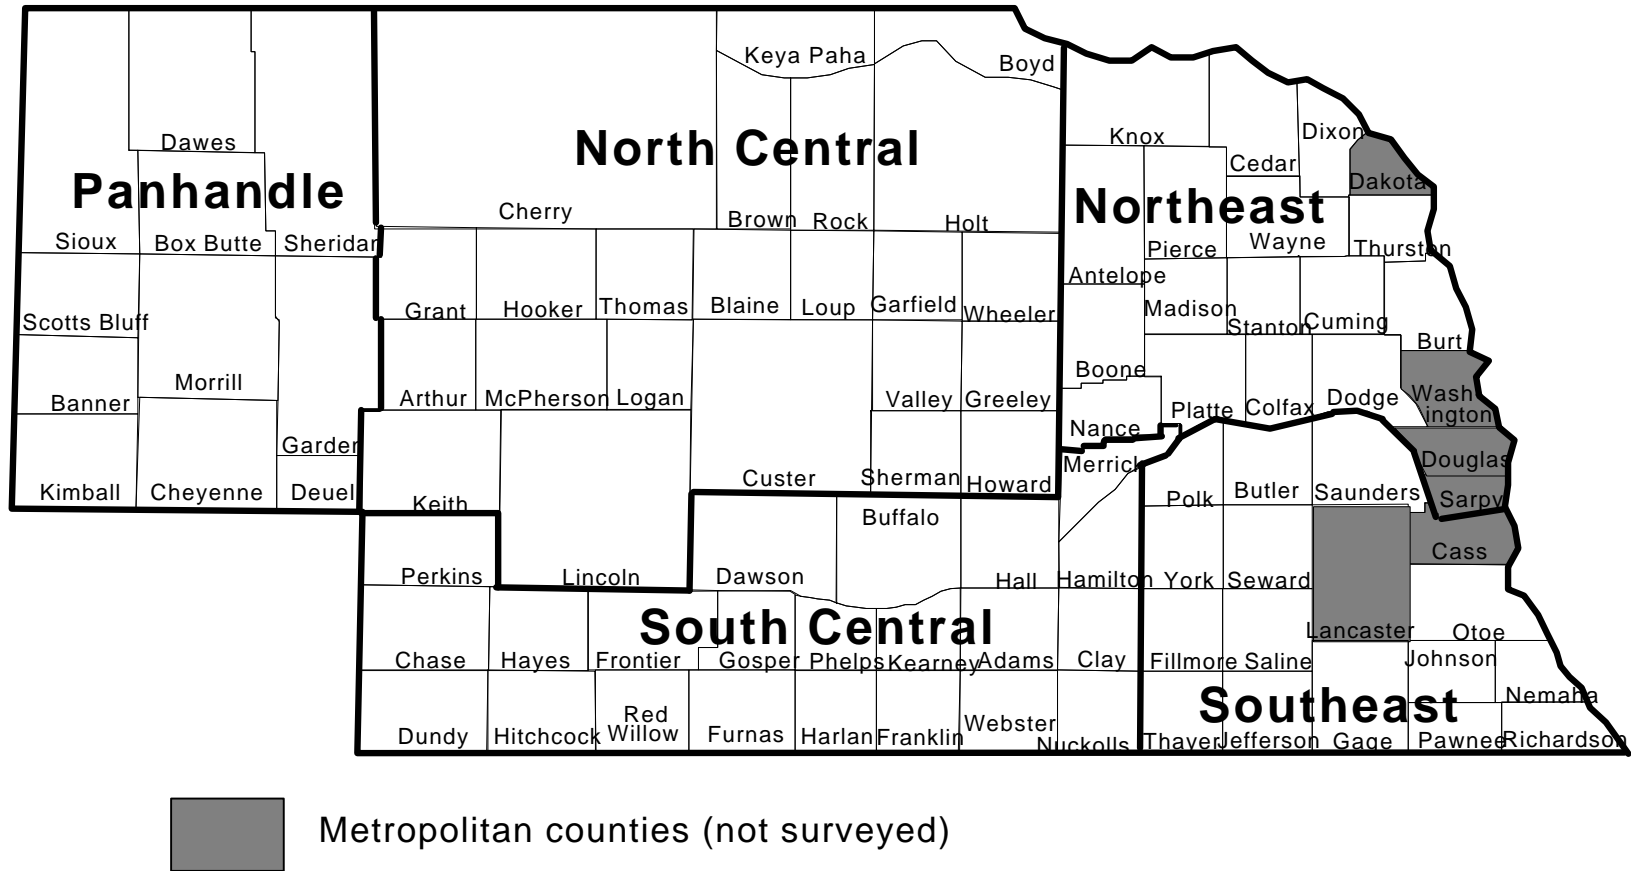 Keya Paha
Boyd
Knox
Dixon
Dawes
North Central
Cedar
Dakota
Panhandle
Northeast
Cherry
Brown
Rock
Holt
Sioux
Box Butte
Sheridan
Pierce
Wayne
Thurston
Antelope
Grant
Hooker
Thomas
Blaine
Loup
Garfield
Wheeler
Madison
Stanton
Cuming
Scotts Bluff
Burt
Morrill
Boone
Banner
Arthur
McPherson
Logan
Valley
Greeley
Platte
Colfax
Dodge
Wash
ington
Nance
Garden
Merrick
Douglas
Kimball
Cheyenne
Deuel
Keith
Custer
Sherman
Howard
Polk
Butler
Saunders
Sarpy
Buffalo
Cass
Perkins
Lincoln
Dawson
Hall
Hamilton
York
Seward
South Central
Lancaster
Otoe
Chase
Hayes
Frontier
Gosper
Phelps
Kearney
Adams
Clay
Fillmore
Saline
Johnson
Southeast
Nemaha
Dundy
Hitchcock
Red
Willow
Furnas
Harlan
Franklin
Webster
Nuckolls
Thayer
Jefferson
Gage
Pawnee
Richardson
Metropolitan counties (not surveyed)